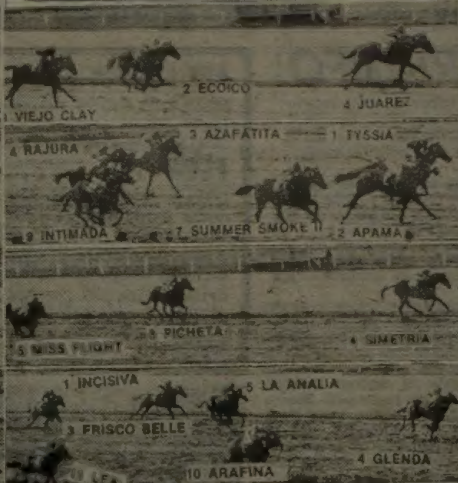 2 ECOICO
4 JUAREZ
1 VIEJO CLAY
3 AZAFATITA
1 TYSSIA
4 RAJURA
9 INTIMADA
7 SUMMER SMOKE II
2 APAMA
PICHETA
5 MISS FLIGHT
4 SIMETRIA
1 INCISIVA
5 LA ANALIA
3 FRISCO BELLE
4 GLENDA
10 ARAFINA